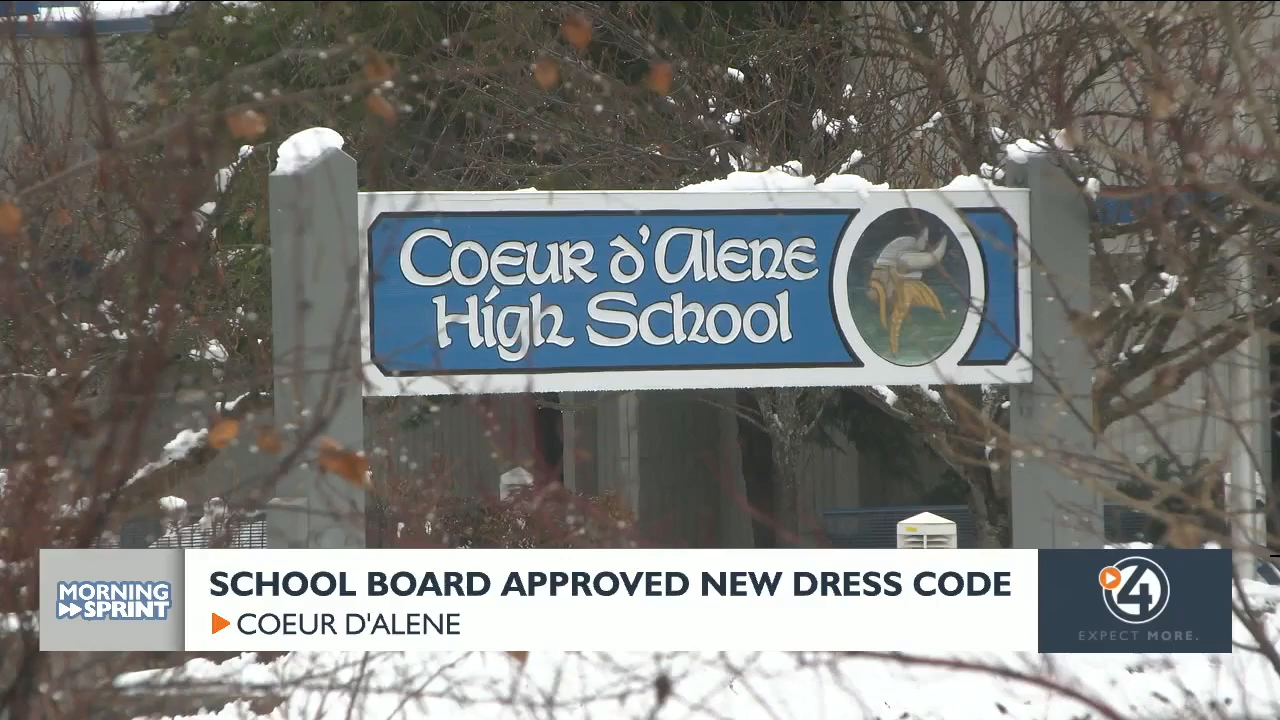 Coeur d'Alene
High School
MORNING
SPRINT
SCHOOL BOARD APPROVED NEW DRESS CODE
COEUR D'ALENE
4
EXPECT MORE.